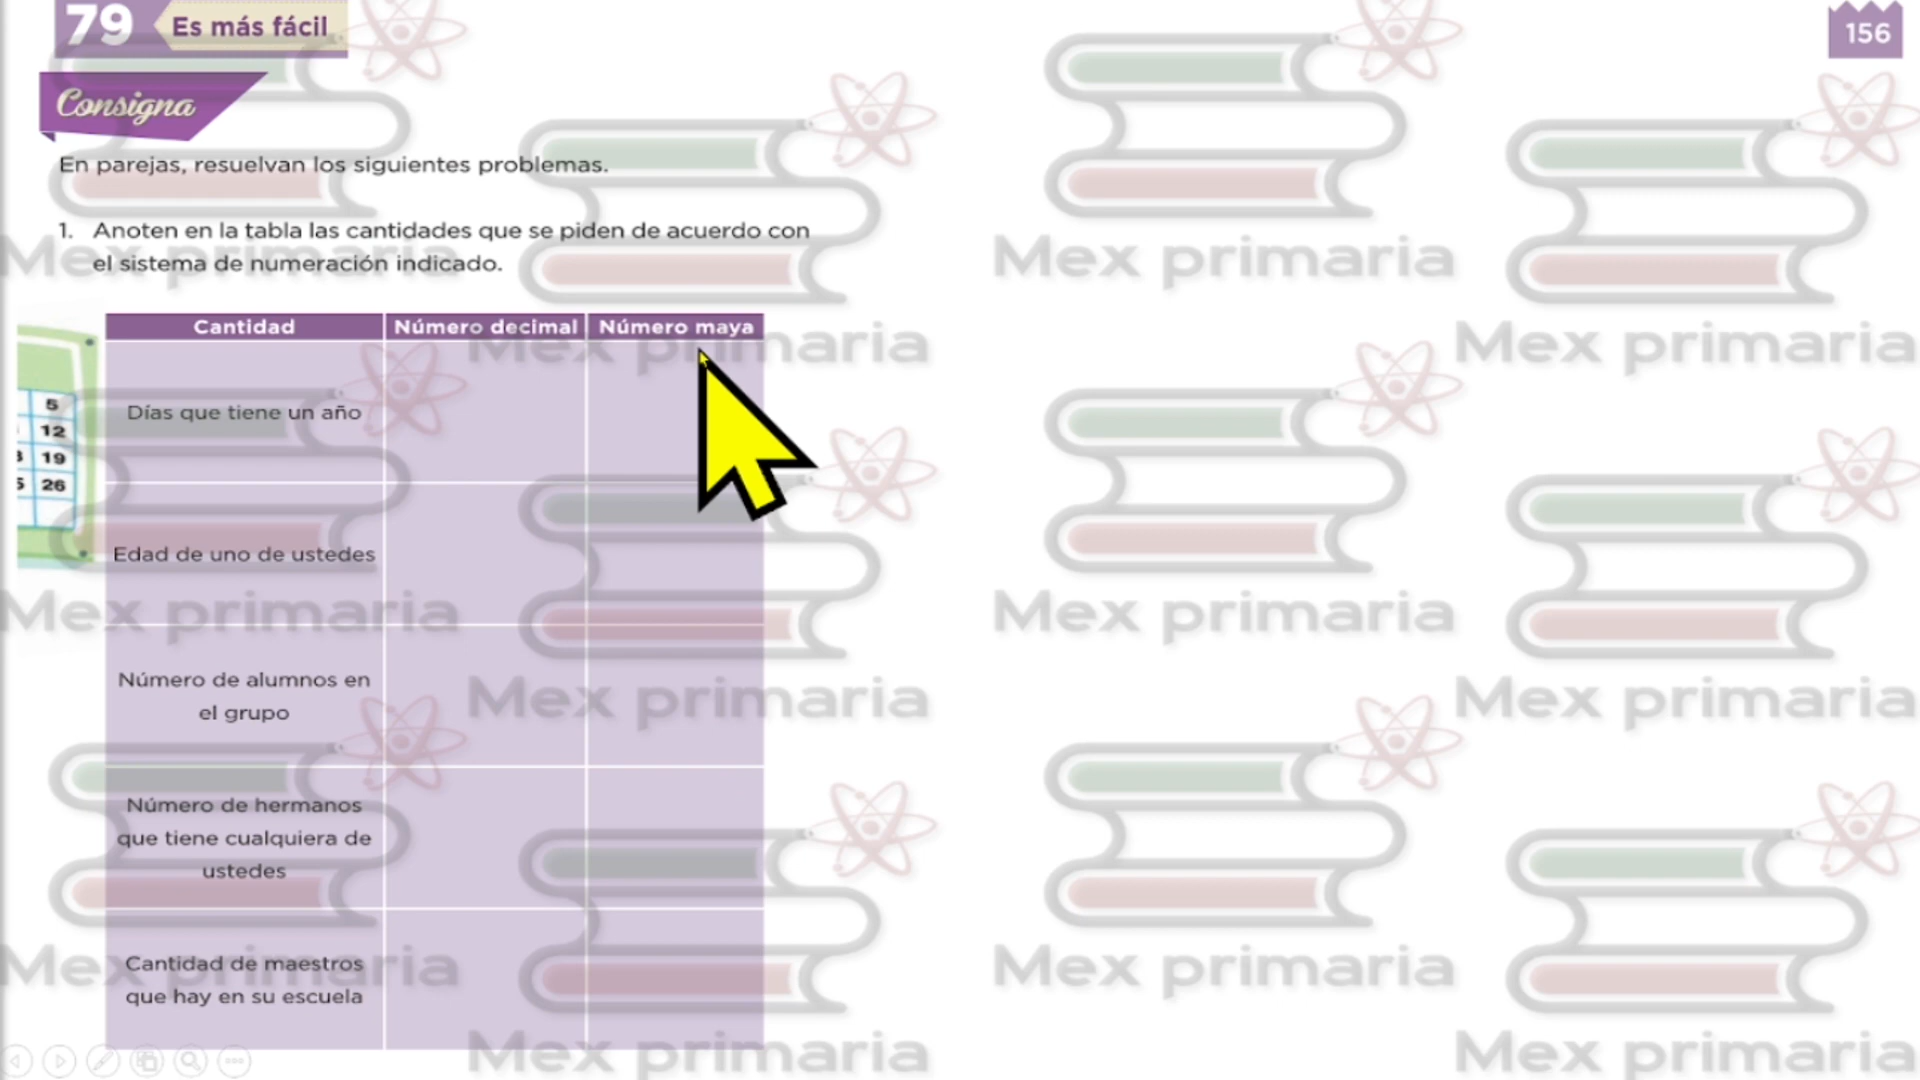 79 Es más fácil
156
Consigna
En parejas, resuelvan los siguientes problemas.
1. Anoten en la tabla las cantidades que se piden de acuerdo con
el sistema de numeración indicado.
Cantidad Número decimal Número maya
Días que tiene un año
5
12
19
5 26
Edad de uno de ustedes
Número de alumnos en
el grupo
Número de hermanos
que tiene cualquiera de
ustedes
Cantidad de maestros
que hay en su escuela
Mex primaria
Mex primaria
Mex primaria
Mex primaria
Mex primaria
Mex primaria
Mex primaria
Mex primaria
Mex primaria
Mex primaria
Mex primaria
Mex primaria